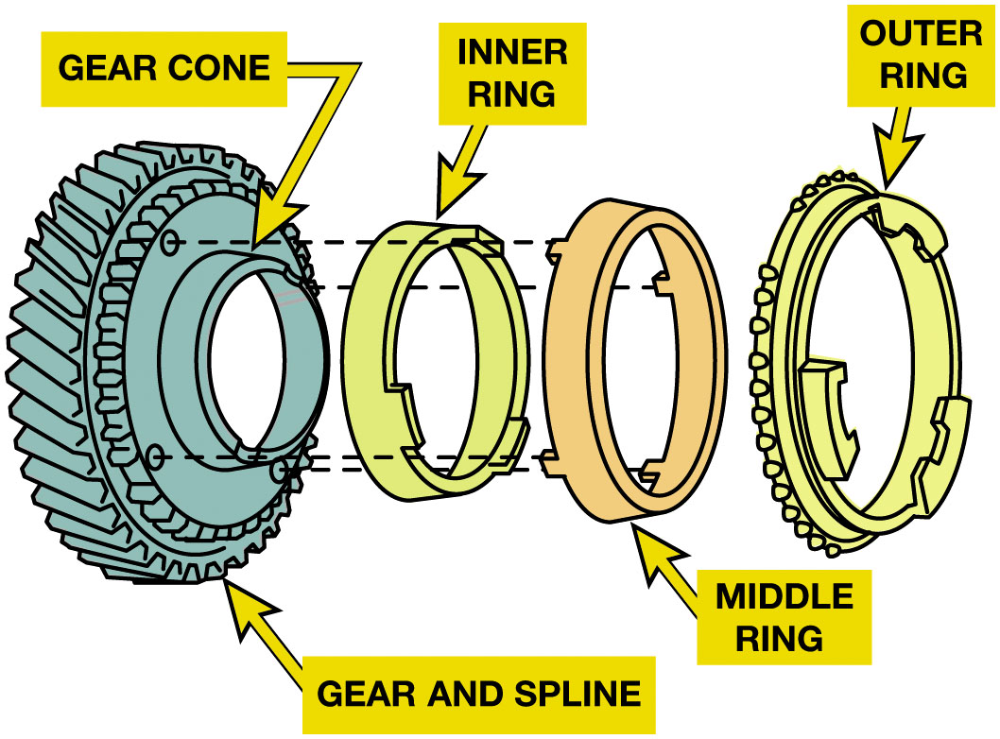 GEAR CONE
INNER
RING
OUTER
RING
MIDDLE
RING
GEAR AND SPLINE